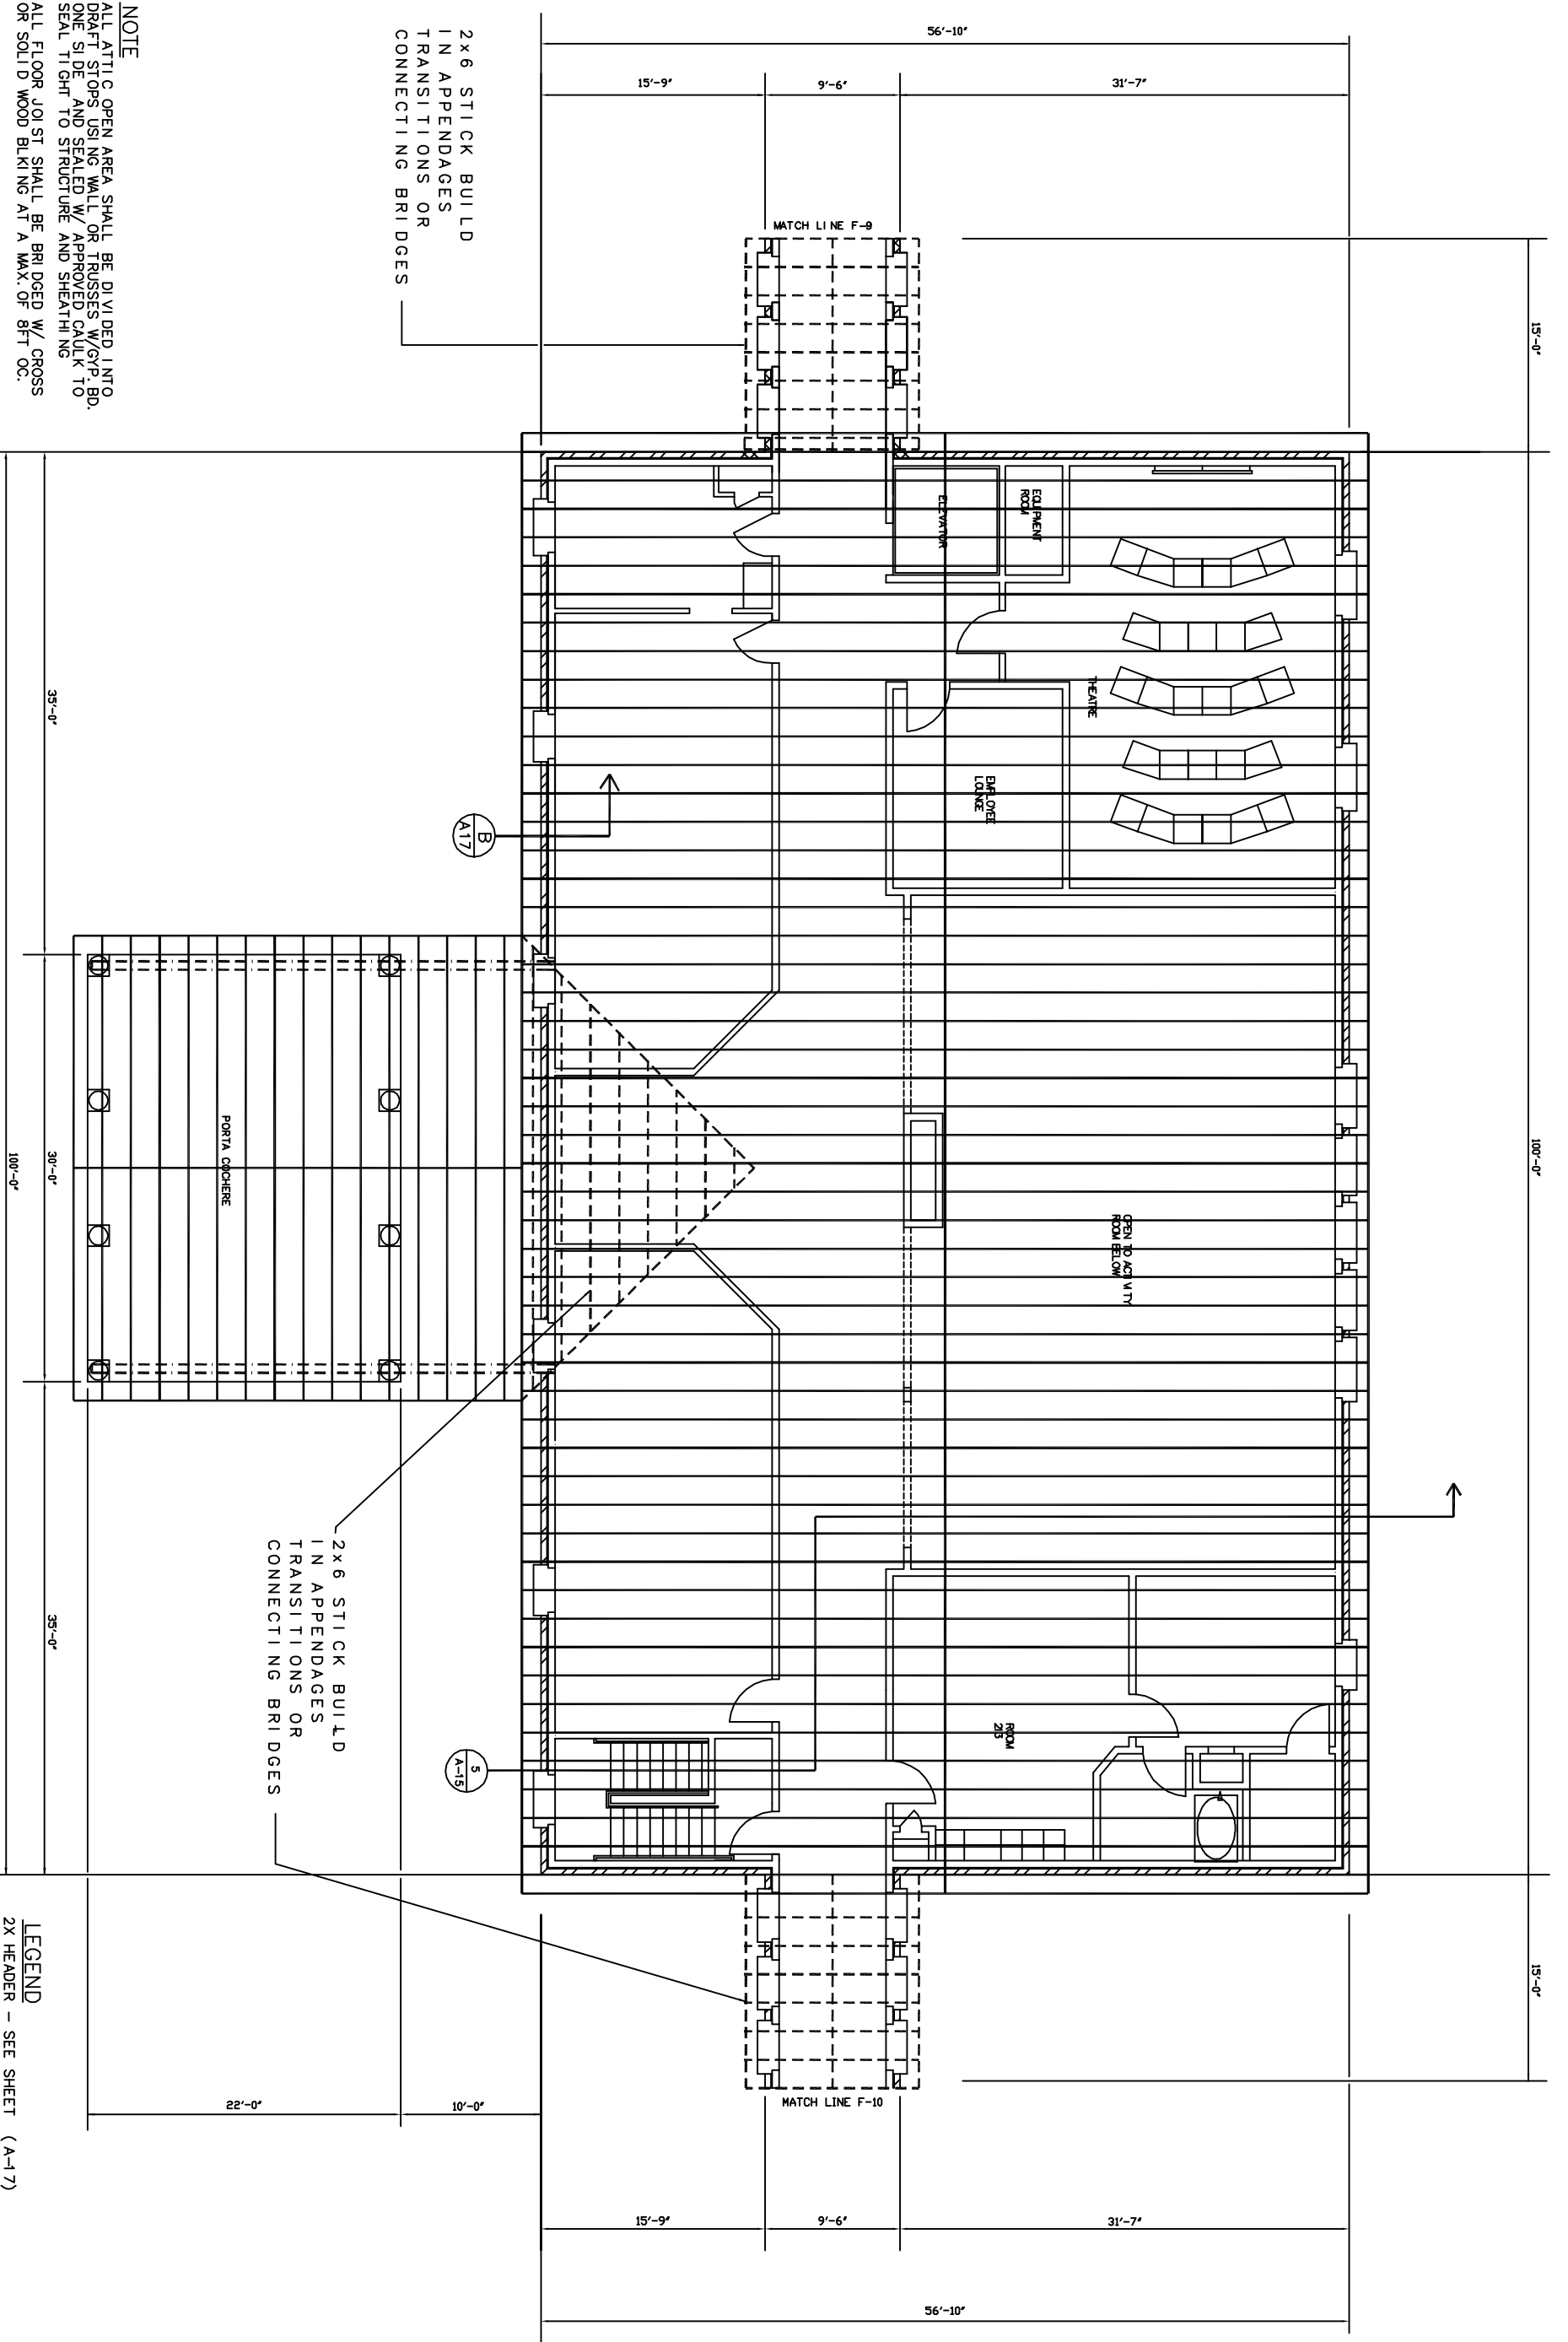 15'-0"
100'-0"
15'-0"
56'-10"
31'-7"
9'-6"
15'-9"
MATCH LINE F-9
2x6 STICK BUILD
IN APPENDAGES
TRANSITIONS OR
CONNECTING BRIDGES
EQUIPMENT
ROOM
ELEVATOR
THEATRE
EMPLOYEE
LOUNGE
OPEN TO ACTIVITY
ROOM BELOW
ROOM
213
B
A17
5
A-15
PORTA COCHERE
2x6 STICK BUILD
IN APPENDAGES
TRANSITIONS OR
CONNECTING BRIDGES
MATCH LINE F-10
31'-7"
9'-6"
15'-9"
56'-10"
10'-0"
22'-0"
35'-0"
30'-0"
35'-0"
100'-0"
NOTE
ALL ATTIC OPEN AREA SHALL BE DIVIDED INTO
DRAFT STOPS USING WALL OR TRUSSES W/GYP. BD.
ONE SIDE AND SEALED W/ APPROVED CAULK TO
SEAL TIGHT TO STRUCTURE AND SHEATHING
ALL FLOOR JOIST SHALL BE BRIDGED W/ CROSS
OR SOLID WOOD BLKING AT A MAX. OF 8FT OC.
LEGEND
2X HEADER - SEE SHEET (A-17)